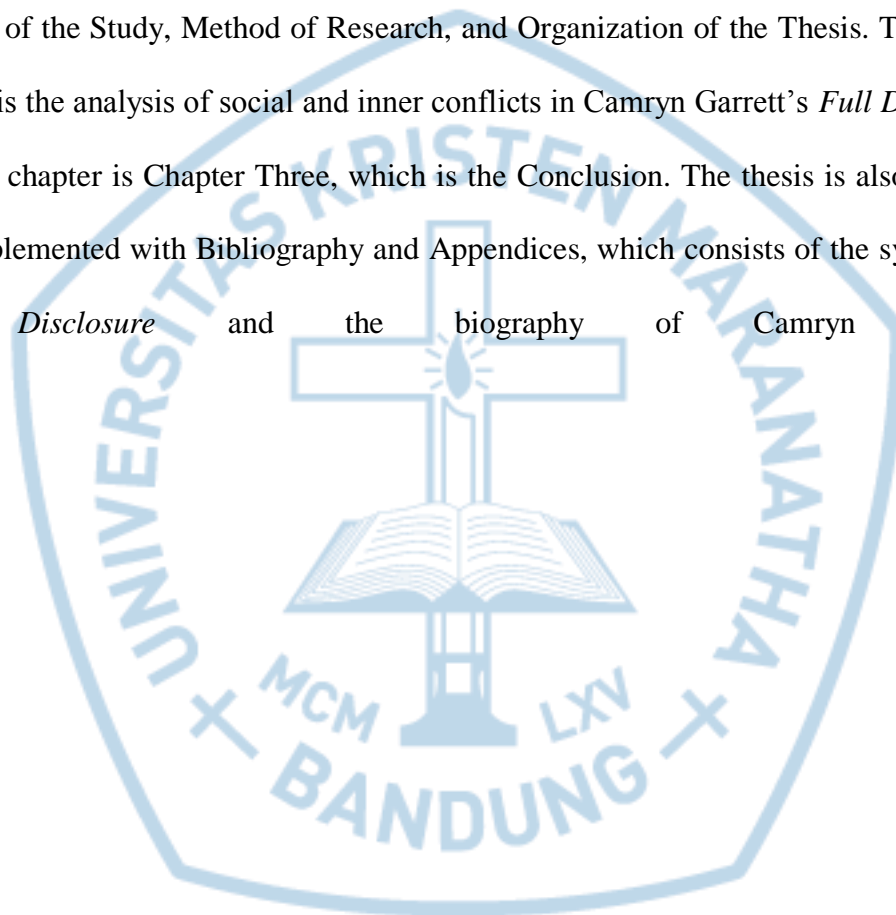 of the Study, Method of Research, and Organization of the Thesis. T
is the analysis of social and inner conflicts in Camryn Garrett’s Full D
chapter is Chapter Three, which is the Conclusion. The thesis is also
plemented with Bibliography and Appendices, which consists of the sy
Disclosure and the biography of Camryn
UNIVERSITAS KRISTEN MARANATHA
MCM LXV
BANDUNG